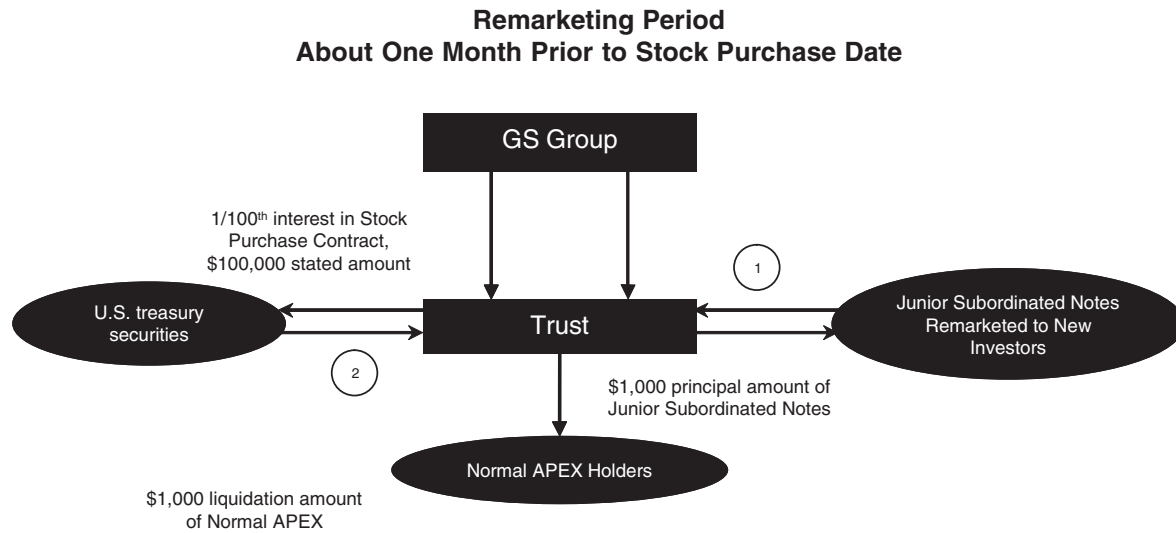 Remarketing Period
About One Month Prior to Stock Purchase Date
GS Group
1/100th interest in Stock
Purchase Contract,
$100,000 stated amount
1
U.S. treasury
securities
Trust
Junior Subordinated Notes
Remarketed to New
Investors
2
$1,000 principal amount of
Junior Subordinated Notes
Normal APEX Holders
$1,000 liquidation amount
of Normal APEX